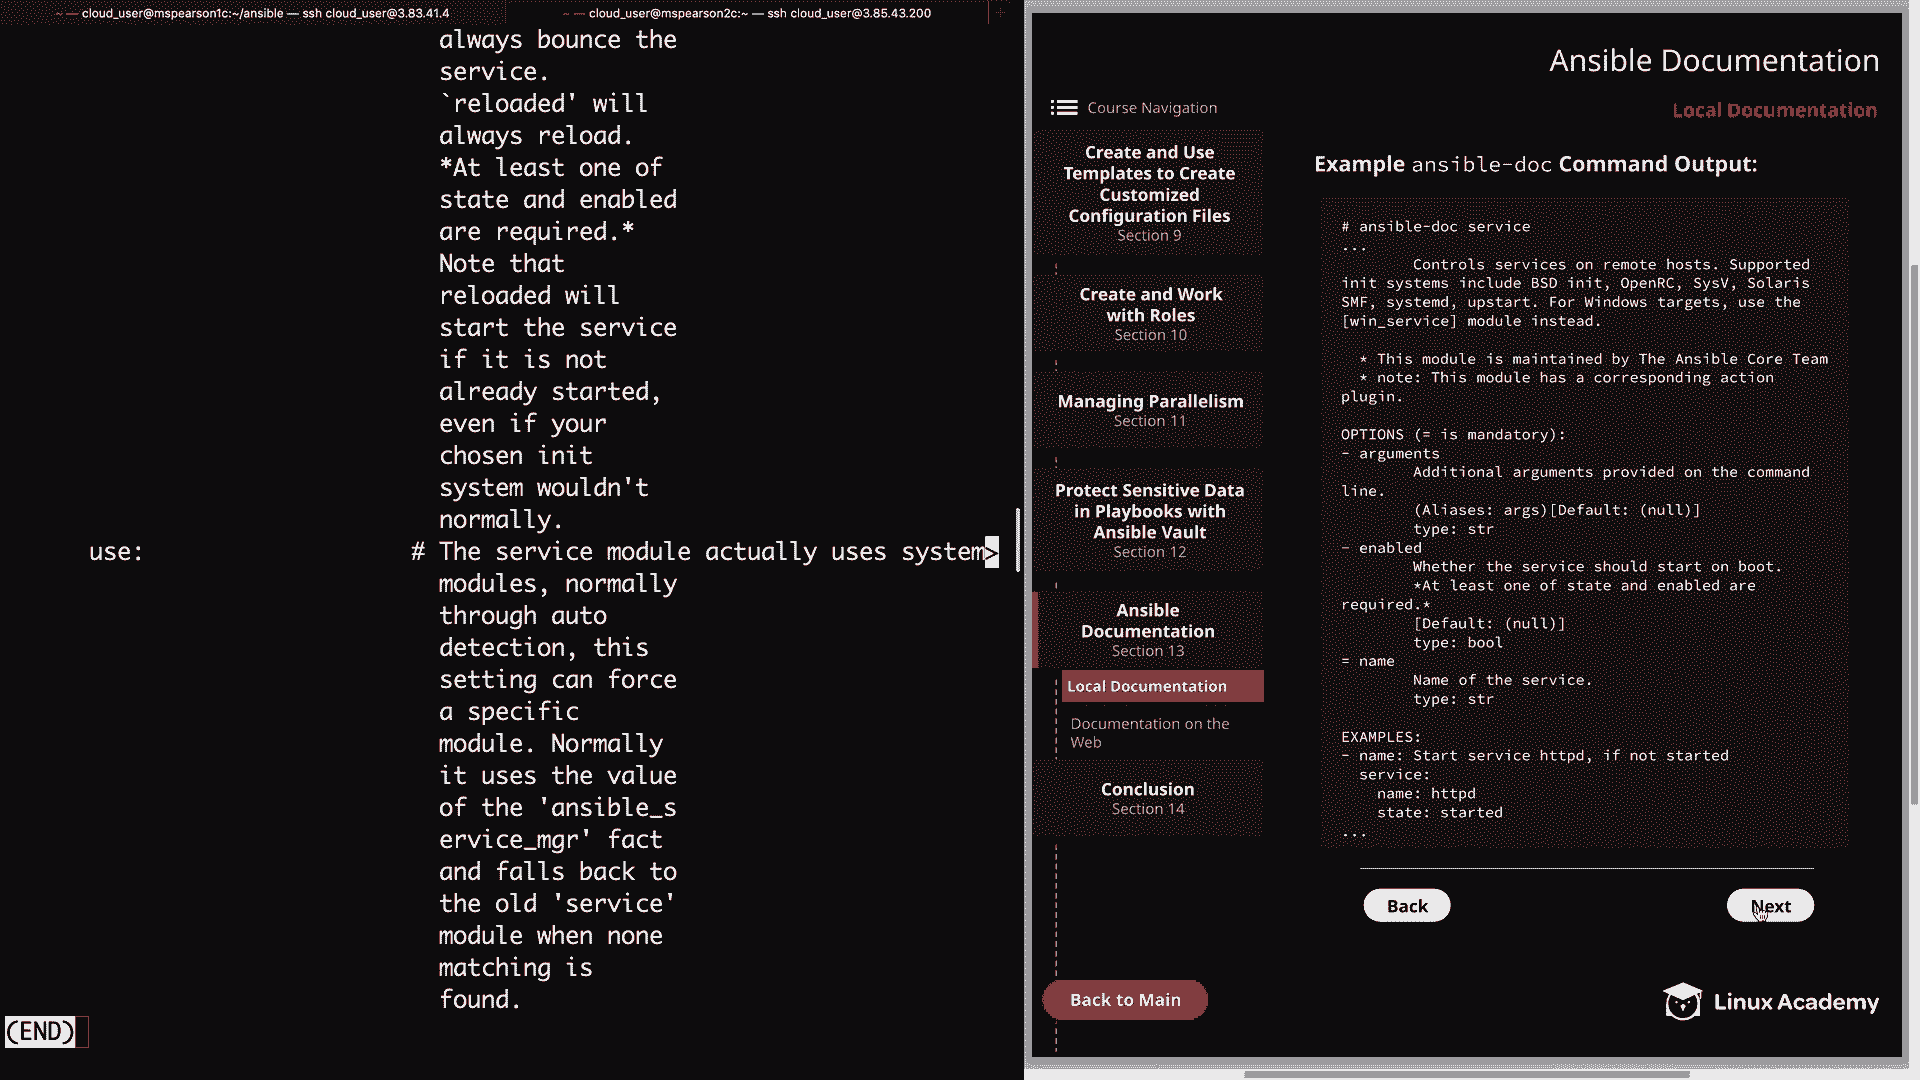 ~ — cloud_user@mspearson1c:~/ansible — ssh cloud_user@3.83.41.4
~ — cloud_user@mspearson2c:~ — ssh cloud_user@3.85.43.200
+
always bounce the
service.
`reloaded' will
always reload.
*At least one of
state and enabled
are required.*
Note that
reloaded will
start the service
if it is not
already started,
even if your
chosen init
system wouldn't
normally.
use: # The service module actually uses system>
modules, normally
through auto
detection, this
setting can force
a specific
module. Normally
it uses the value
of the 'ansible_s
ervice_mgr' fact
and falls back to
the old 'service'
module when none
matching is
found.
(END)
Ansible Documentation
Local Documentation
Course Navigation
Create and Use
Templates to Create
Customized
Configuration Files
Section 9
Create and Work
with Roles
Section 10
Managing Parallelism
Section 11
Protect Sensitive Data
in Playbooks with
Ansible Vault
Section 12
Ansible
Documentation
Section 13
Local Documentation
Documentation on the
Web
Conclusion
Section 14
Back to Main
Example ansible-doc Command Output:
# ansible-doc service
...
Controls services on remote hosts. Supported
init systems include BSD init, OpenRC, SysV, Solaris
SMF, systemd, upstart. For Windows targets, use the
[win_service] module instead.
* This module is maintained by The Ansible Core Team
* note: This module has a corresponding action
plugin.
OPTIONS (= is mandatory):
- arguments
Additional arguments provided on the command
line.
(Aliases: args)[Default: (null)]
type: str
- enabled
Whether the service should start on boot.
*At least one of state and enabled are
required.*
[Default: (null)]
type: bool
= name
Name of the service.
type: str
EXAMPLES:
- name: Start service httpd, if not started
service:
name: httpd
state: started
...
Back
Next
Linux Academy